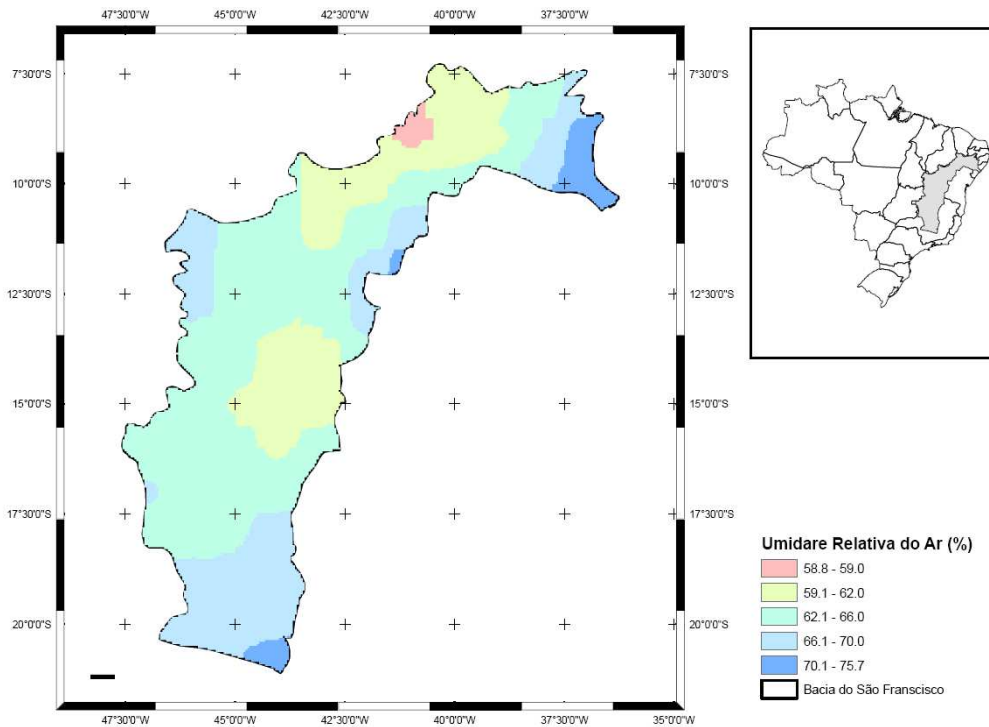 47°30'0"W 45°0'0"W 42°30'0"W 40°0'0"W 37°30'0"W
7°30'0"S 7°30'0"S
10°0'0"S 10°0'0"S
12°30'0"S 12°30'0"S
15°0'0"S 15°0'0"S
17°30'0"S 17°30'0"S
20°0'0"S 20°0'0"S
47°30'0"W 45°0'0"W 42°30'0"W 40°0'0"W 37°30'0"W 35°0'0"W
Umidare Relativa do Ar (%)
58.8 - 59.0
59.1 - 62.0
62.1 - 66.0
66.1 - 70.0
70.1 - 75.7
Bacia do São Franscisco